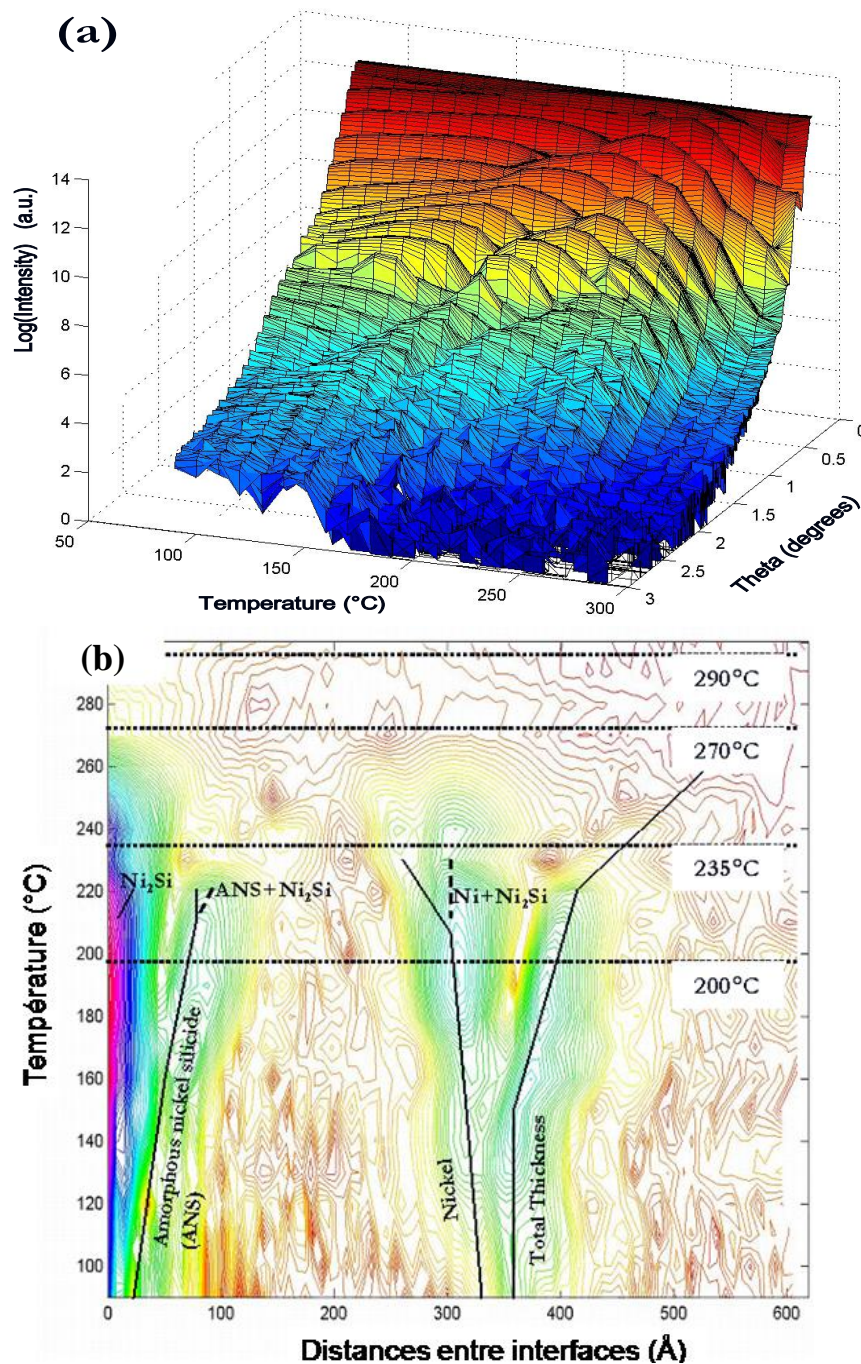 (a)
Log(Intensity) (a.u.)
14
12
10
8
6
4
2
0
50
100
150
200
250
300
Temperature (°C)
0
0.5
1
1.5
2
2.5
3
Theta (degrees)
(b)
Température (°C)
280
260
240
220
200
180
160
140
120
100
290°C
270°C
235°C
200°C
Ni₂Si
ANS+Ni₂Si
Ni+Ni₂Si
Amorphous nickel silicide
(ANS)
Nickel
Total Thickness
0
100
200
300
400
500
600
Distances entre interfaces (Å)